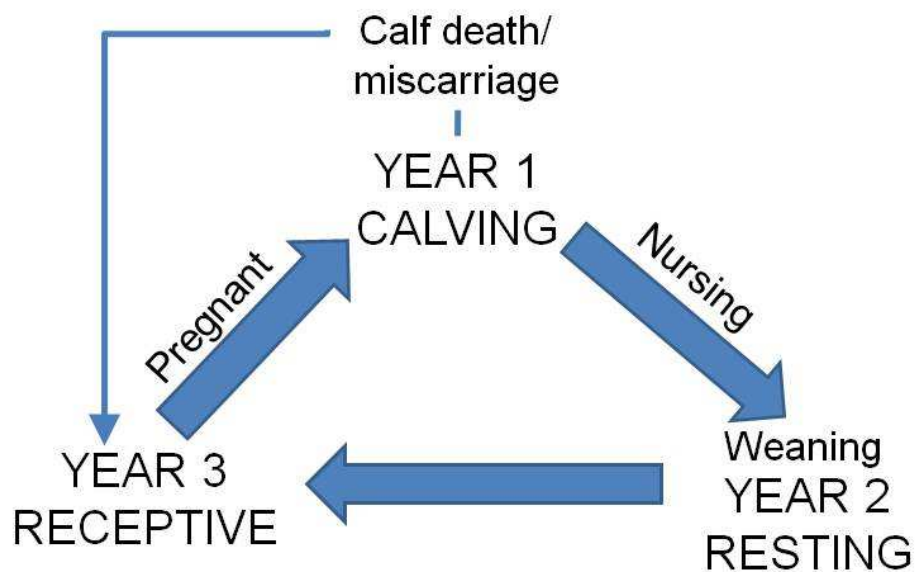 Calf death/
miscarriage
YEAR 1
CALVING
Pregnant
Nursing
YEAR 3
RECEPTIVE
Weaning
YEAR 2
RESTING